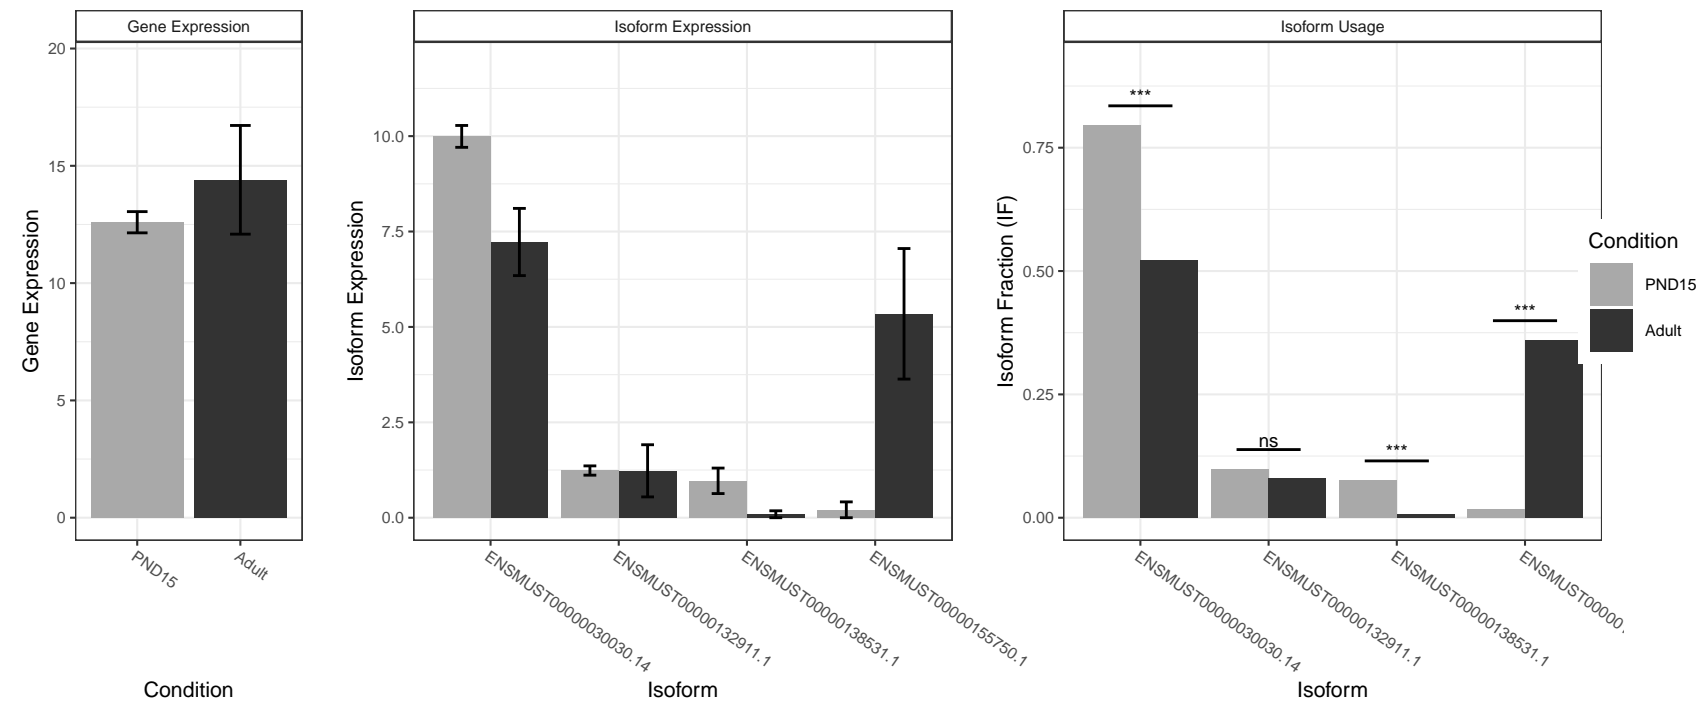 Gene Expression
Isoform Expression
Isoform Usage
Gene Expression
20
15
10
5
0
PND15
Adult
Condition
Isoform Expression
10.0
7.5
5.0
2.5
0.0
ENSMUST00000030030.14
ENSMUST00000132911.1
ENSMUST00000138531.1
ENSMUST00000155750.1
Isoform
Isoform Fraction (IF)
0.75
0.50
0.25
0.00
***
ns
***
***
ENSMUST00000030030.14
ENSMUST00000132911.1
ENSMUST00000138531.1
ENSMUST00000.
Isoform
Condition
PND15
Adult